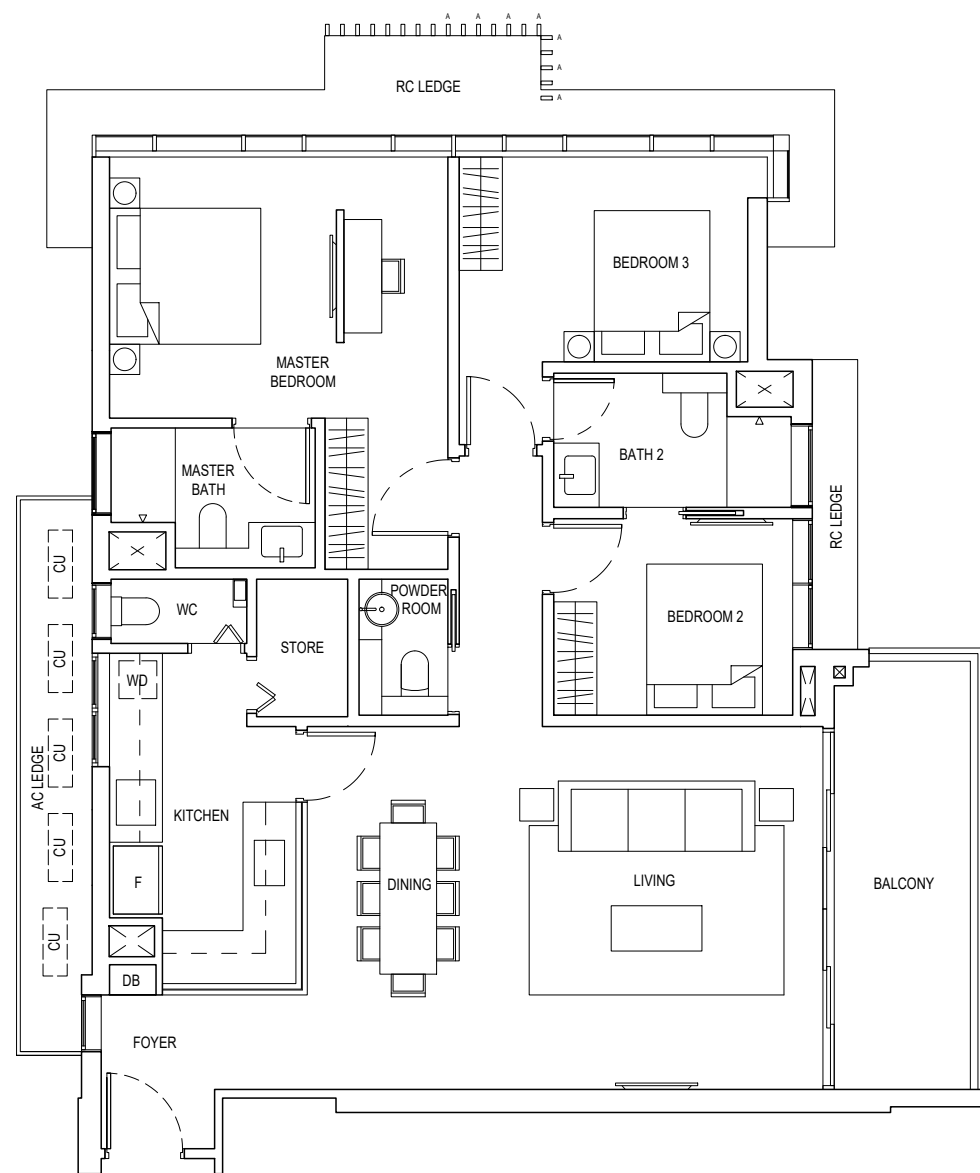 A A A A
A
A
A
RC LEDGE
BEDROOM 3
MASTER
BEDROOM
X
MASTER
BATH
BATH 2
RC LEDGE
X
CU
POWDER
ROOM
WC
BEDROOM 2
STORE
CU
WD
CU
AC LEDGE
KITCHEN
CU
F
DINING
LIVING
BALCONY
CU
DB
FOYER